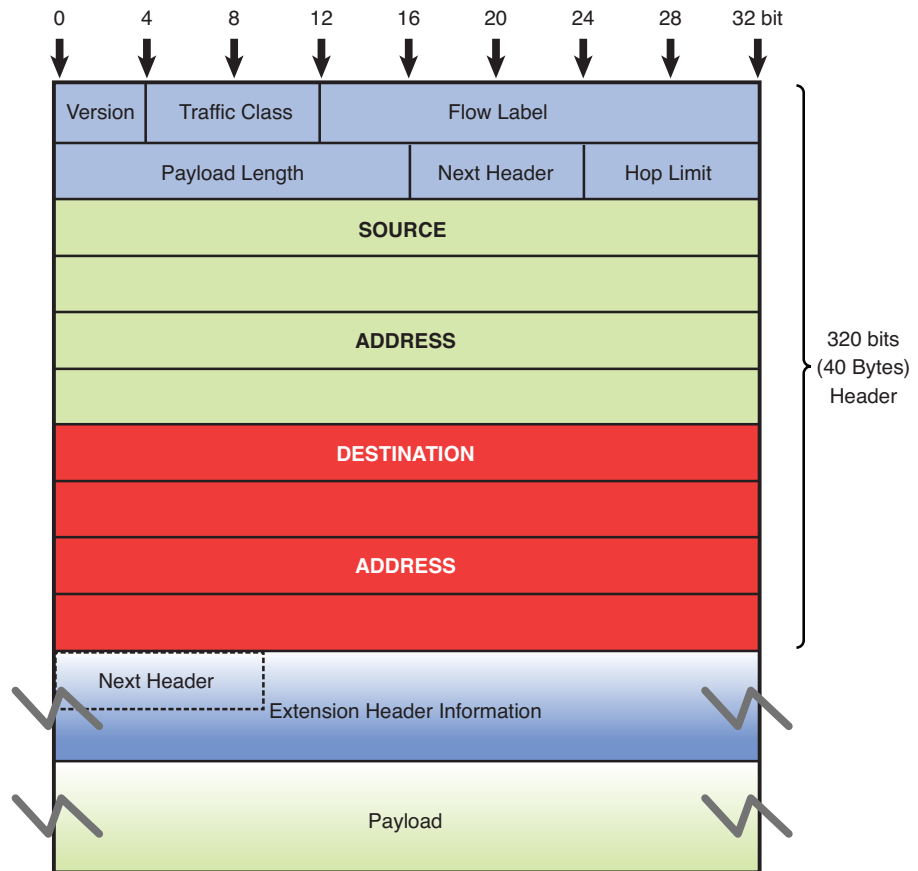 0 4 8 12 16 20 24 28 32 bit
Version Traffic Class Flow Label
Payload Length Next Header Hop Limit
SOURCE
ADDRESS
320 bits
(40 Bytes)
Header
DESTINATION
ADDRESS
Next Header
Extension Header Information
Payload